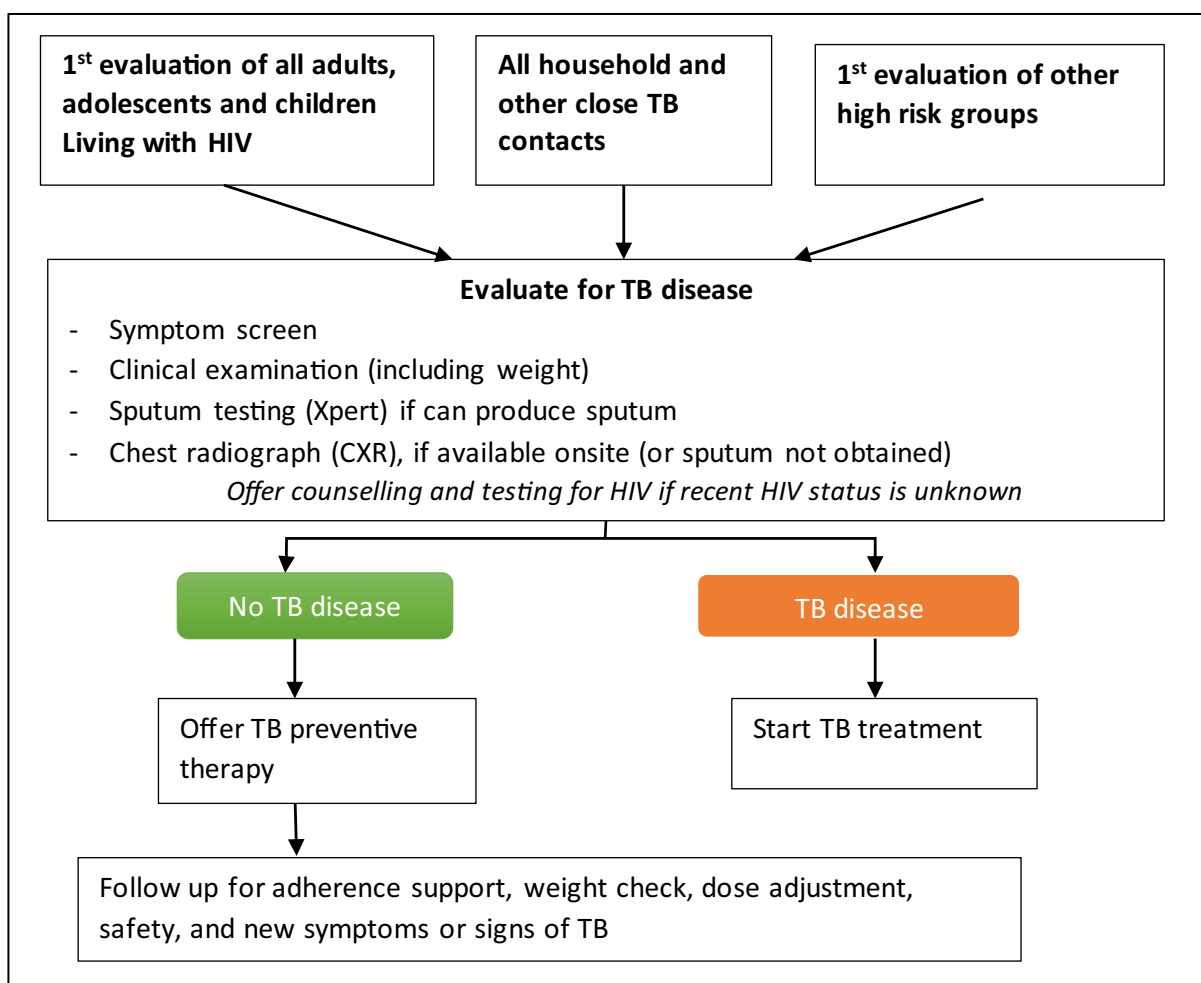 1st evaluation of all adults,
adolescents and children
Living with HIV
All household and
other close TB
contacts
1st evaluation of other
high risk groups
Evaluate for TB disease
- Symptom screen
- Clinical examination (including weight)
- Sputum testing (Xpert) if can produce sputum
- Chest radiograph (CXR), if available onsite (or sputum not obtained)
Offer counselling and testing for HIV if recent HIV status is unknown
No TB disease
TB disease
Offer TB preventive
therapy
Start TB treatment
Follow up for adherence support, weight check, dose adjustment,
safety, and new symptoms or signs of TB